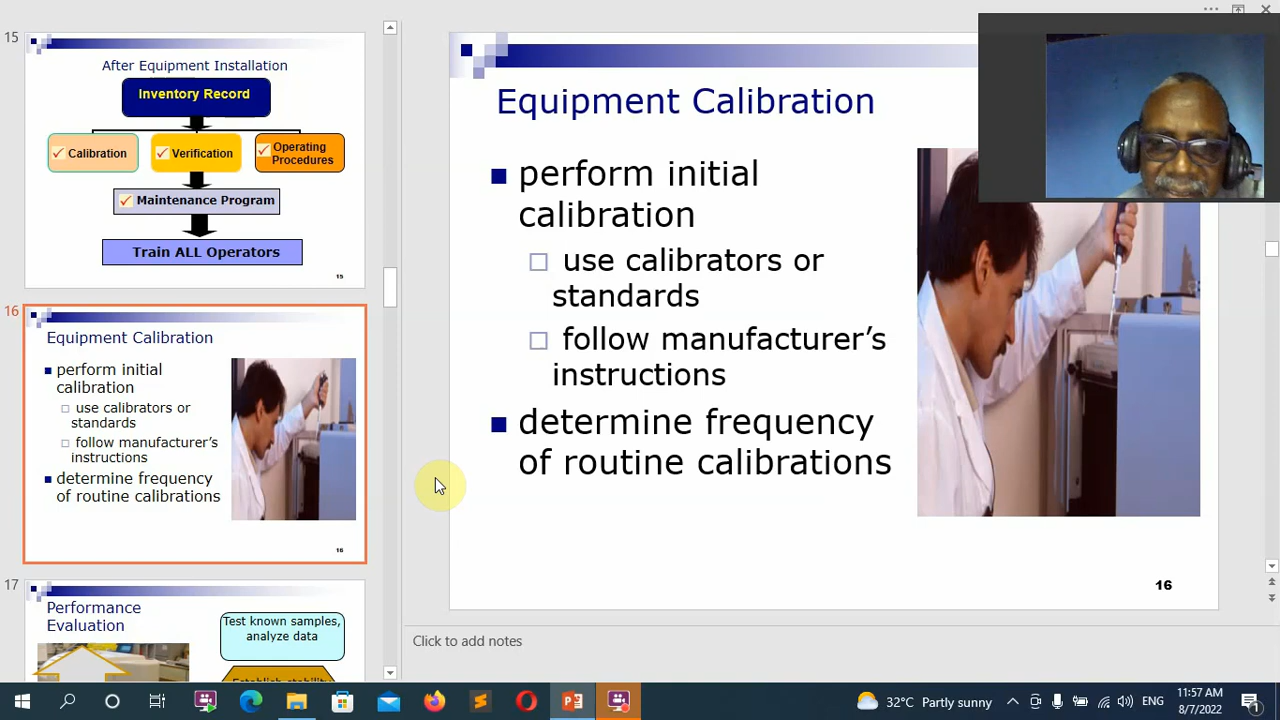 15
After Equipment Installation
Inventory Record
Calibration
Verification
Operating
Procedures
Maintenance Program
Train ALL Operators
15
16
Equipment Calibration
perform initial
calibration
use calibrators or
standards
follow manufacturer's
instructions
determine frequency
of routine calibrations
16
17
Performance
Evaluation
Test known samples,
analyze data
Equipment Calibration
perform initial
calibration
use calibrators or
standards
follow manufacturer's
instructions
determine frequency
of routine calibrations
16
Click to add notes
32°C Partly sunny
ENG
11:57 AM
8/7/2022